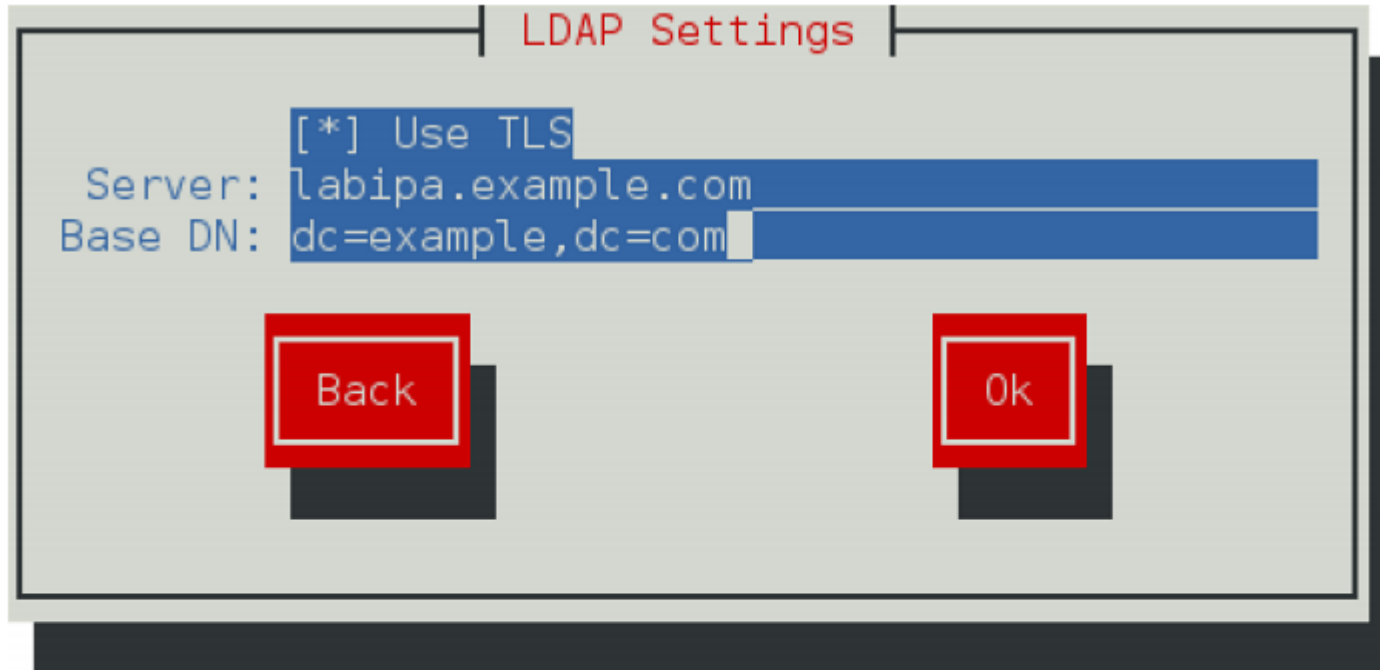 LDAP Settings
[*] Use TLS
Server: labipa.example.com
Base DN: dc=example,dc=com
Back Ok